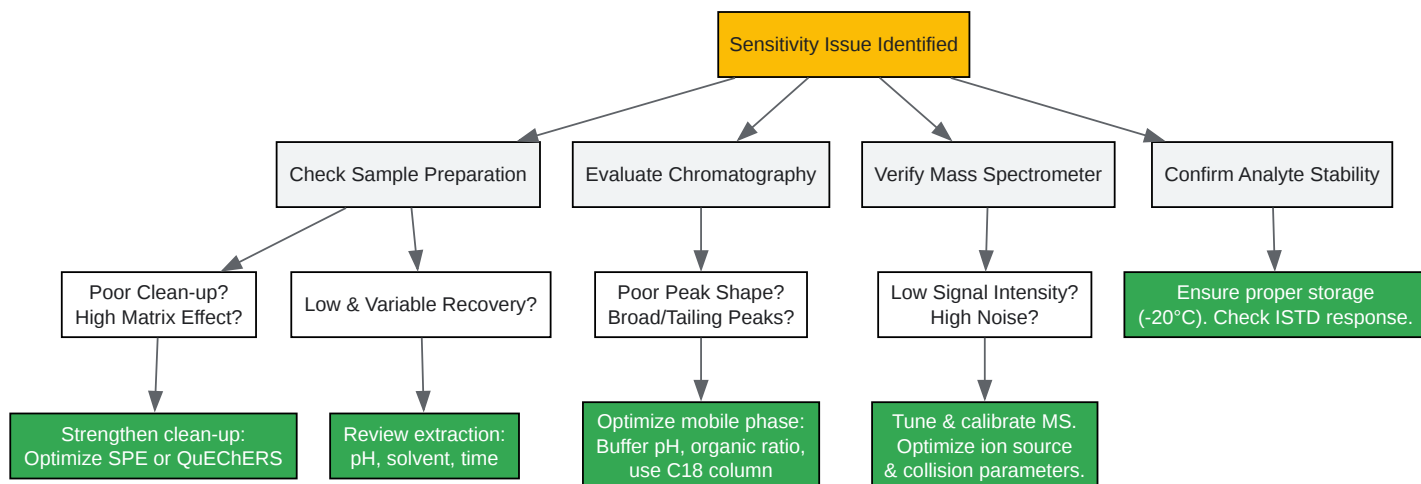 Sensitivity Issue Identified
Check Sample Preparation
Evaluate Chromatography
Verify Mass Spectrometer
Confirm Analyte Stability
Poor Clean-up?
High Matrix Effect?
Low & Variable Recovery?
Poor Peak Shape?
Broad/Tailing Peaks?
Low Signal Intensity?
High Noise?
Ensure proper storage
(-20°C). Check ISTD response.
Strengthen clean-up:
Optimize SPE or QuEChERS
Review extraction:
pH, solvent, time
Optimize mobile phase:
Buffer pH, organic ratio,
use C18 column
Tune & calibrate MS.
Optimize ion source
& collision parameters.